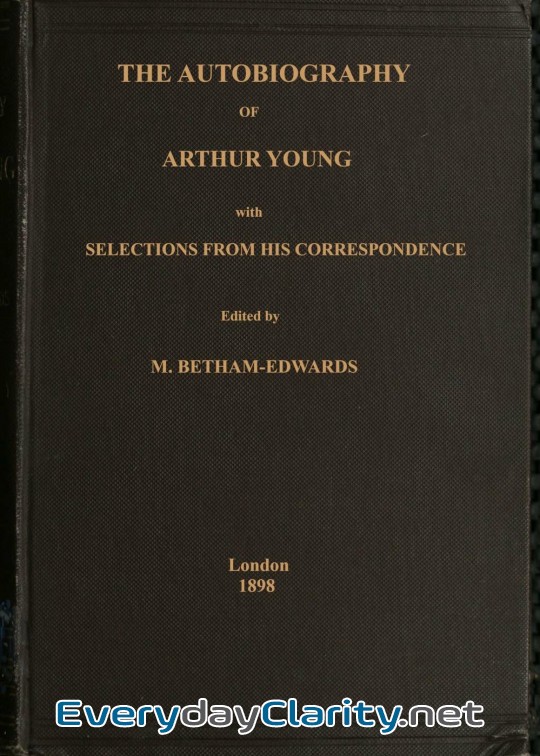 THE AUTOBIOGRAPHY
OF
ARTHUR YOUNG
with
SELECTIONS FROM HIS CORRESPONDENCE
Edited by
M. BETHAM-EDWARDS
London
1898
EverydayClarity.net